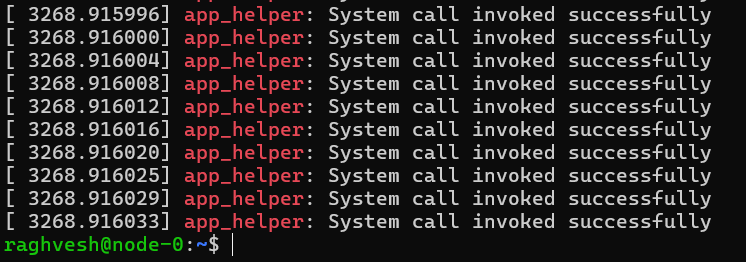 [ 3268.915996] app_helper: System call invoked successfully
[ 3268.916000] app_helper: System call invoked successfully
[ 3268.916004] app_helper: System call invoked successfully
[ 3268.916008] app_helper: System call invoked successfully
[ 3268.916012] app_helper: System call invoked successfully
[ 3268.916016] app_helper: System call invoked successfully
[ 3268.916020] app_helper: System call invoked successfully
[ 3268.916025] app_helper: System call invoked successfully
[ 3268.916029] app_helper: System call invoked successfully
[ 3268.916033] app_helper: System call invoked successfully
raghvesh@node-0:~$